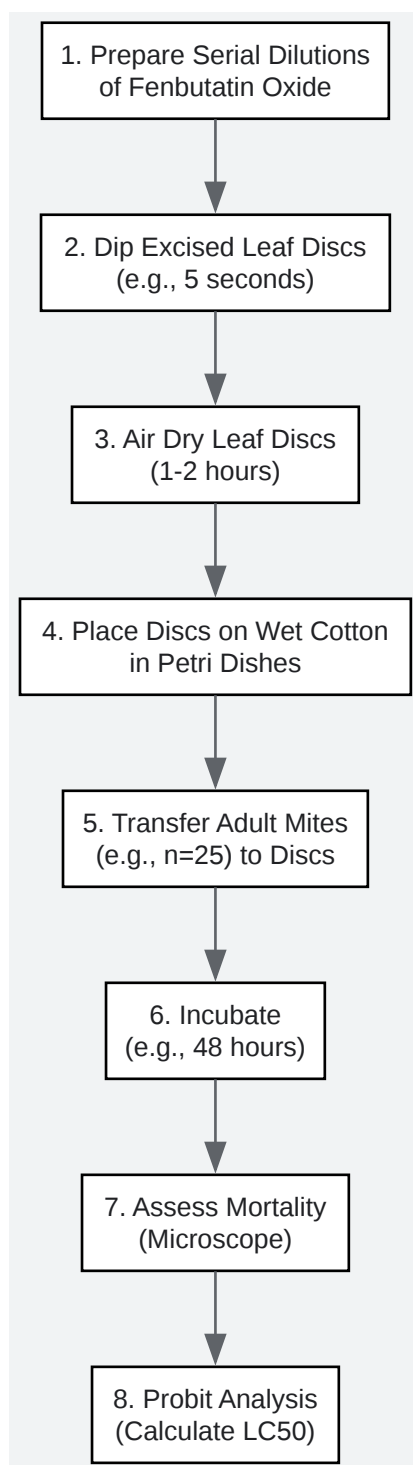 1. Prepare Serial Dilutions
of Fenbutatin Oxide
2. Dip Excised Leaf Discs
(e.g., 5 seconds)
3. Air Dry Leaf Discs
(1-2 hours)
4. Place Discs on Wet Cotton
in Petri Dishes
5. Transfer Adult Mites
(e.g., n=25) to Discs
6. Incubate
(e.g., 48 hours)
7. Assess Mortality
(Microscope)
8. Probit Analysis
(Calculate LC50)